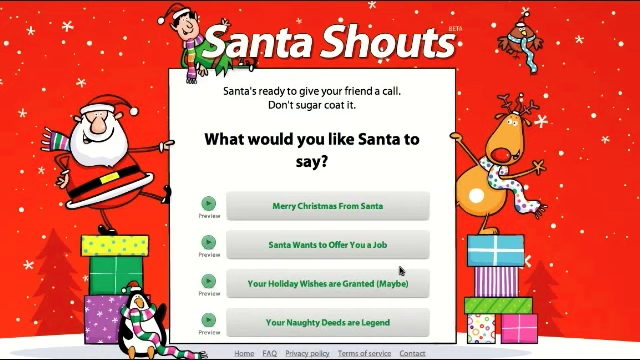 Santa Shouts BETA
Santa's ready to give your friend a call.
Don't sugar coat it.
What would you like Santa to
say?
Merry Christmas From Santa
Preview
Santa Wants to Offer You a Job
Preview
Your Holiday Wishes are Granted (Maybe)
Preview
Your Naughty Deeds are Legend
Preview
Home FAQ Privacy policy Terms of service Contact